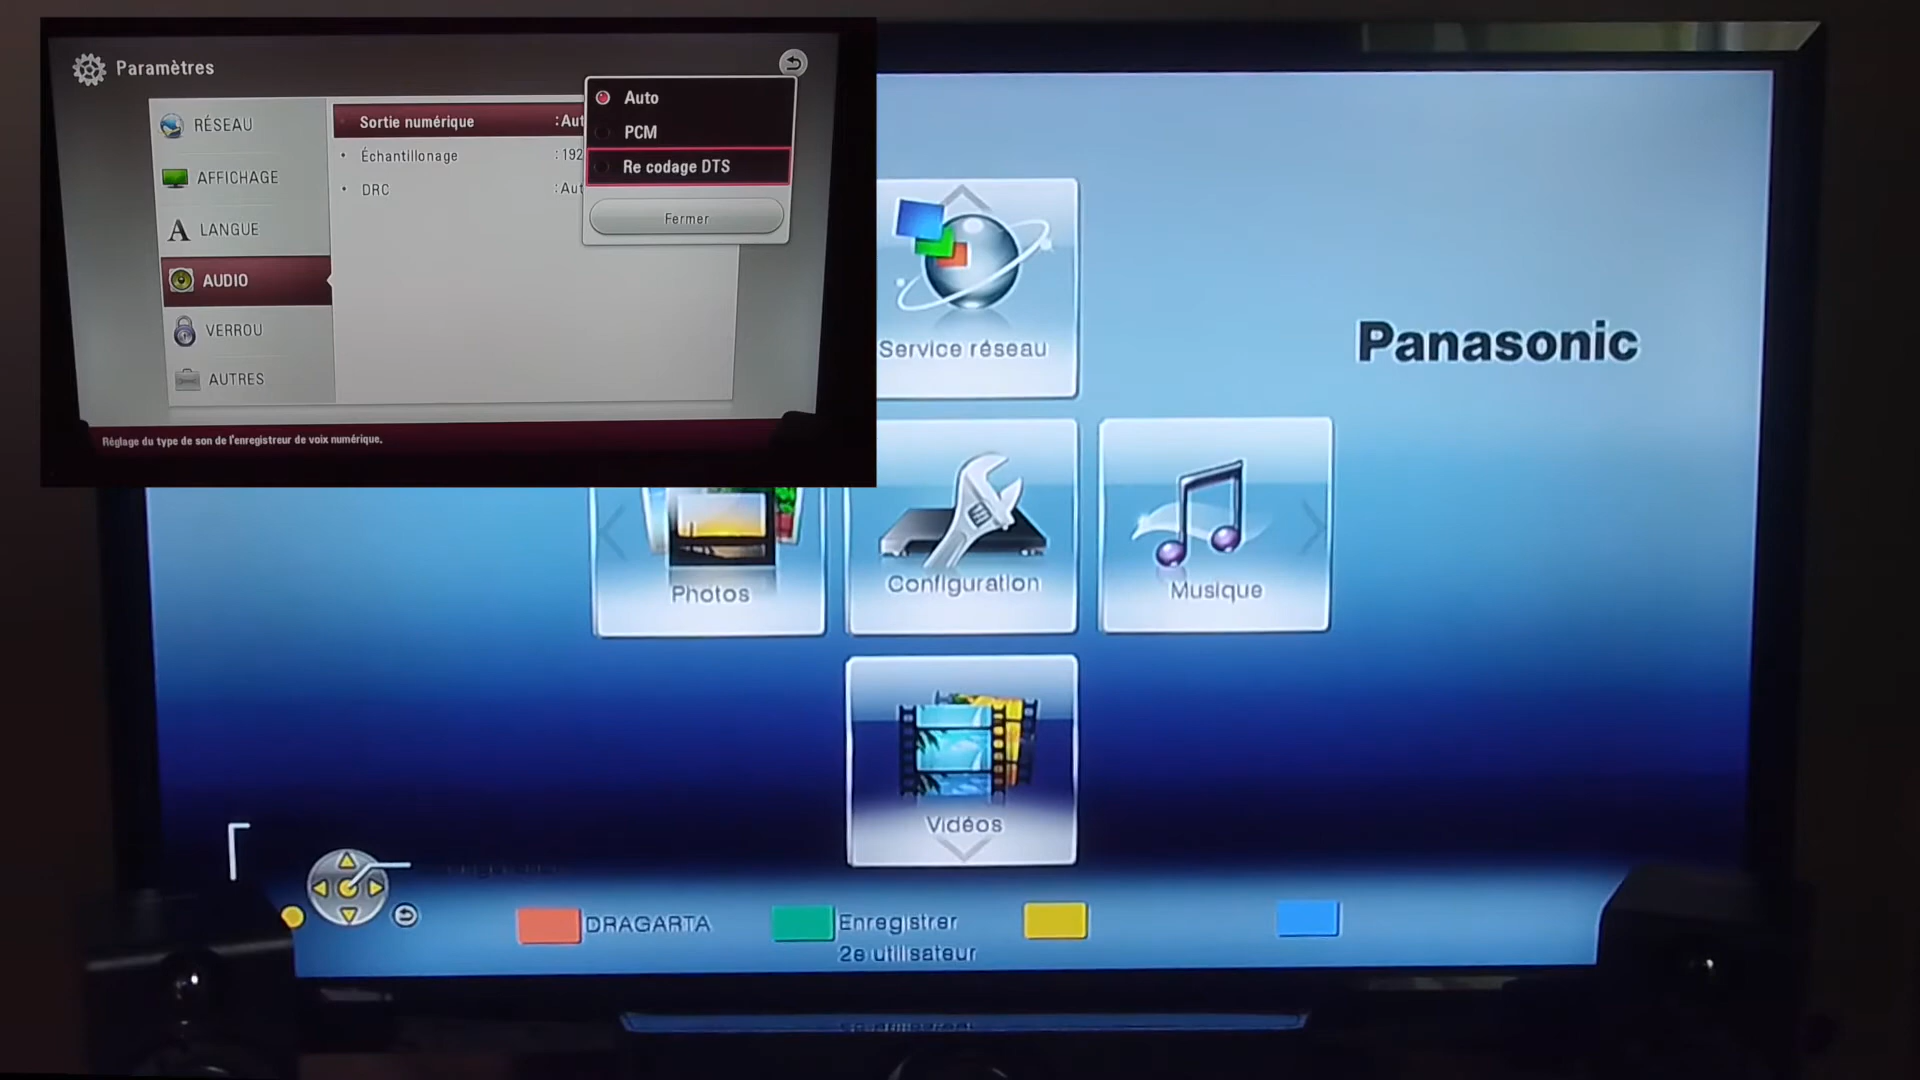 Paramètres
RÉSEAU
AFFICHAGE
LANGUE
AUDIO
VERROU
AUTRES
Sortie numérique :Aut
Échantillonage :192
DRC :Aut
Auto
PCM
Re codage DTS
Fermer
Réglage du type de son de l'enregistreur de voix numérique.
Service réseau
Panasonic
Photos
Configuration
Musique
Vidéos
DRAGARTA
Enregistrer
2e utilisateur